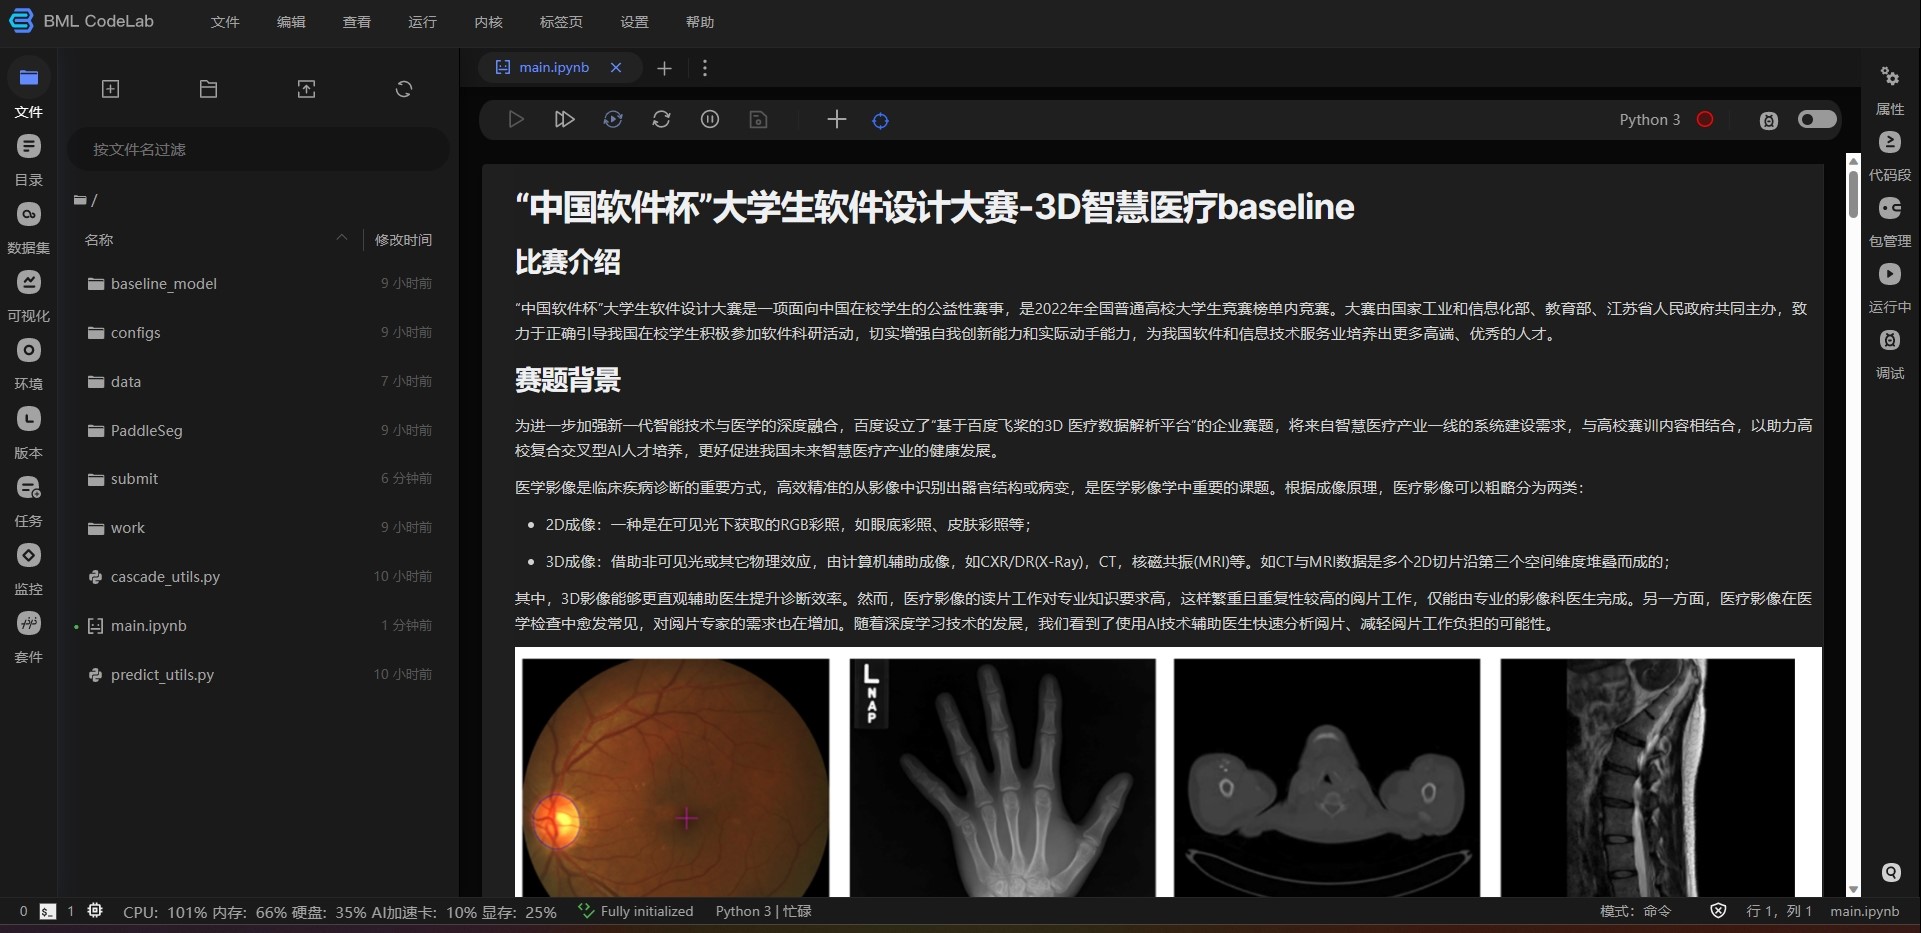 BML CodeLab 文件 编辑 查看 运行 内核 标签页 设置 帮助
文件
目录
数据集
可视化
环境
版本
任务
监控
套件
按文件名过滤
/
名称 修改时间
baseline_model 9 小时前
configs 9 小时前
data 7 小时前
PaddleSeg 9 小时前
submit 6 分钟前
work 9 小时前
cascade_utils.py 10 小时前
main.ipynb 1 分钟前
predict_utils.py 10 小时前
main.ipynb
Python 3
“中国软件杯”大学生软件设计大赛-3D智慧医疗baseline
比赛介绍
“中国软件杯”大学生软件设计大赛是一项面向中国在校学生的公益性赛事，是2022年全国普通高校大学生竞赛榜单内竞赛。大赛由国家工业和信息化部、教育部、江苏省人民政府共同主办，致
力于正确引导我国在校学生积极参加软件科研活动，切实增强自我创新能力和实际动手能力，为我国软件和信息技术服务业培养出更多高端、优秀的人才。
赛题背景
为进一步加强新一代智能技术与医学的深度融合，百度设立了“基于百度飞桨的3D 医疗数据解析平台”的企业赛题，将来自智慧医疗产业一线的系统建设需求，与高校赛训内容相结合，以助力高
校复合交叉型AI人才培养，更好促进我国未来智慧医疗产业的健康发展。
医学影像是临床疾病诊断的重要方式，高效精准的从影像中识别出器官结构或病变，是医学影像学中重要的课题。根据成像原理，医疗影像可以粗略分为两类：
• 2D成像：一种是在可见光下获取的RGB彩照，如眼底彩照、皮肤彩照等；
• 3D成像：借助非可见光或其它物理效应，由计算机辅助成像，如CXR/DR(X-Ray)，CT，核磁共振(MRI)等。如CT与MRI数据是多个2D切片沿第三个空间维度堆叠而成的；
其中，3D影像能够更直观辅助医生提升诊断效率。然而，医疗影像的读片工作对专业知识要求高，这样繁重且重复性较高的阅片工作，仅能由专业的影像科医生完成。另一方面，医疗影像在医
学检查中愈发常见，对阅片专家的需求也在增加。随着深度学习技术的发展，我们看到了使用AI技术辅助医生快速分析阅片、减轻阅片工作负担的可能性。
L
N
A
P
属性
代码段
包管理
运行中
调试
0 $_ 1 CPU：101% 内存：66% 硬盘：35% AI加速卡：10% 显存：25% Fully initialized Python 3 | 忙碌 模式：命令 行 1，列 1 main.ipynb